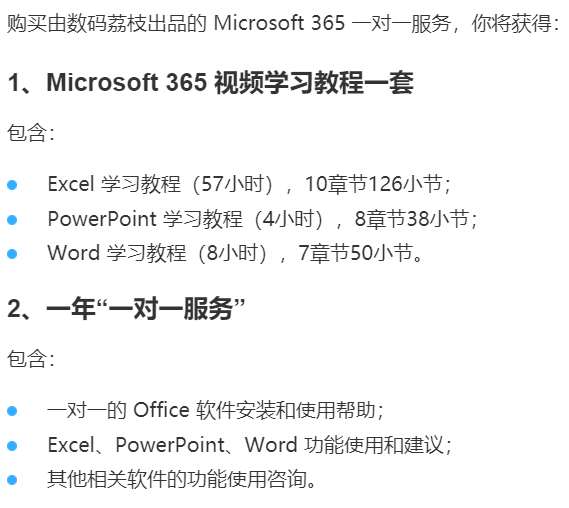 购买由数码荔枝出品的 Microsoft 365 一对一服务，你将获得：
1、Microsoft 365 视频学习教程一套
包含：
Excel 学习教程（57小时），10章节126小节；
PowerPoint 学习教程（4小时），8章节38小节；
Word 学习教程（8小时），7章节50小节。
2、一年“一对一服务”
包含：
一对一的 Office 软件安装和使用帮助；
Excel、PowerPoint、Word 功能使用和建议；
其他相关软件的功能使用咨询。